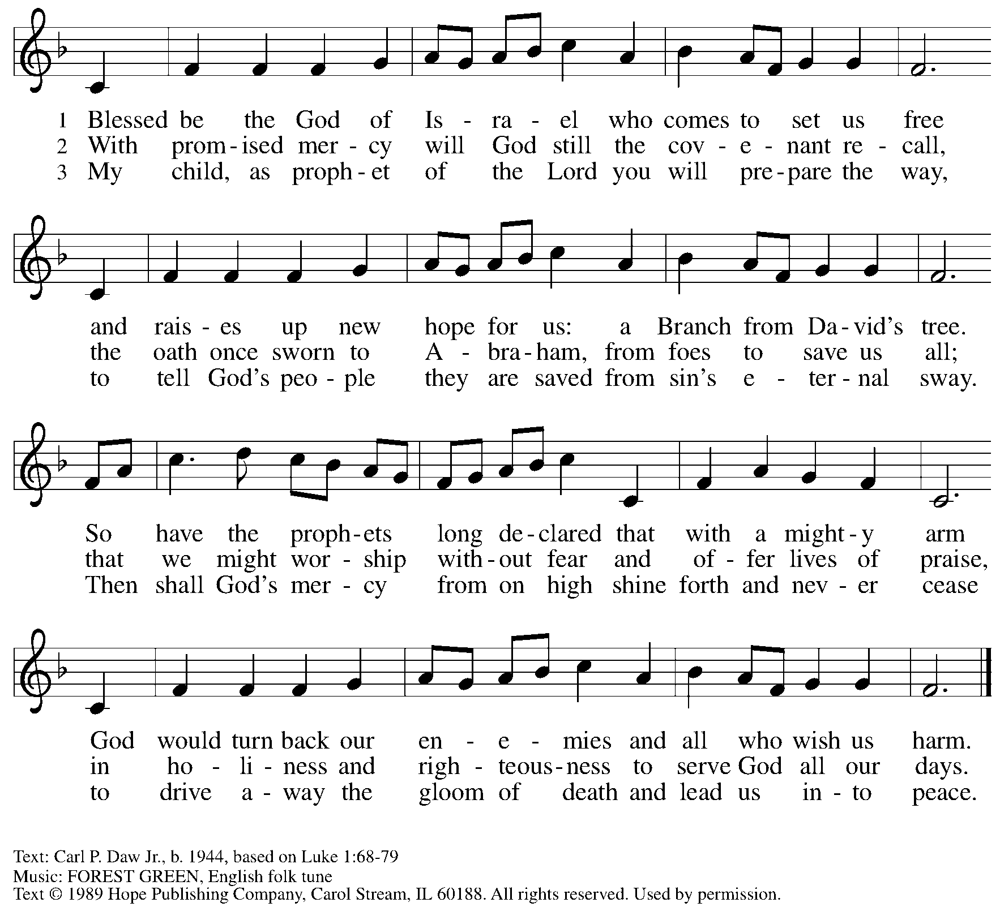 1 Blessed be the God of Is - ra - el who comes to set us free
2 With prom - ised mer - cy will God still the cov - e - nant re - call,
3 My child, as proph - et of the Lord you will pre - pare the way,
and rais - es up new hope for us: a Branch from Da - vid's tree.
the oath once sworn to A - bra - ham, from foes to save us all;
to tell God's peo - ple they are saved from sin's e - ter - nal sway.
So have the proph - ets long de - clared that with a might - y arm
that we might wor - ship with - out fear and of - fer lives of praise,
Then shall God's mer - cy from on high shine forth and nev - er cease
God would turn back our en - e - mies and all who wish us harm.
in ho - li - ness and righ - teous - ness to serve God all our days.
to drive a - way the gloom of death and lead us in - to peace.
Text: Carl P. Daw Jr., b. 1944, based on Luke 1:68-79
Music: FOREST GREEN, English folk tune
Text © 1989 Hope Publishing Company, Carol Stream, IL 60188. All rights reserved. Used by permission.